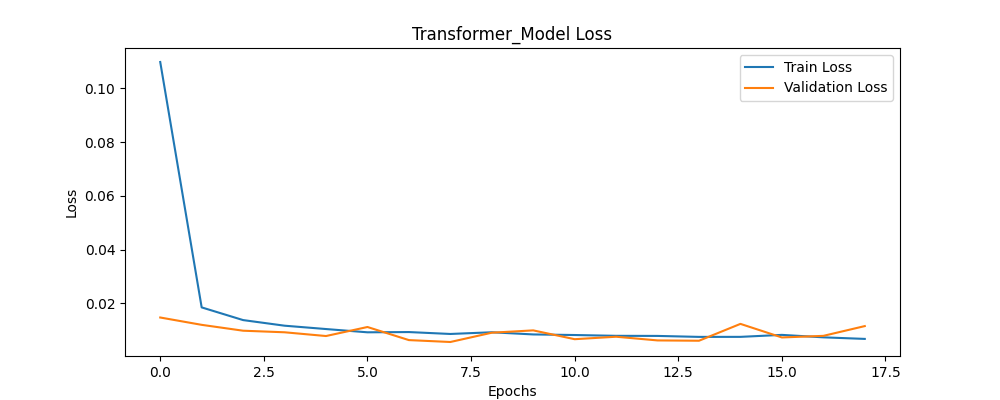 Transformer_Model Loss
Train Loss
Validation Loss
0.10
0.08
0.06
0.04
0.02
Loss
0.0 2.5 5.0 7.5 10.0 12.5 15.0 17.5
Epochs